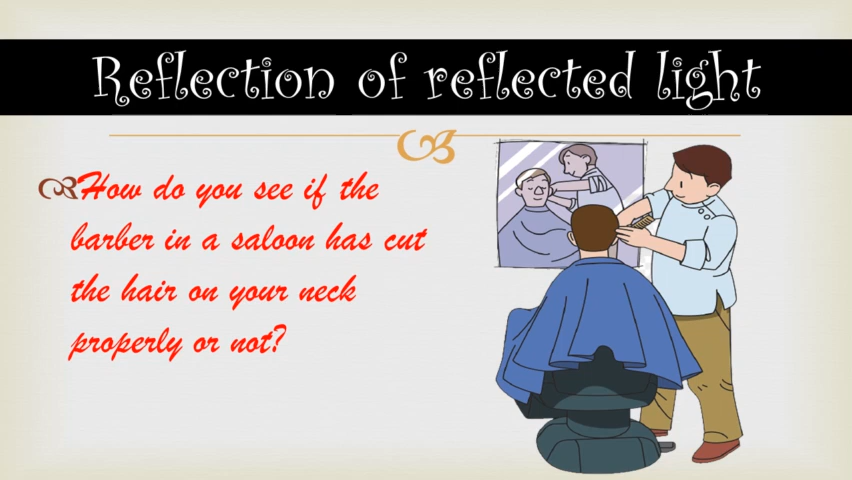 Reflection of reflected light
How do you see if the
barber in a saloon has cut
the hair on your neck
properly or not?